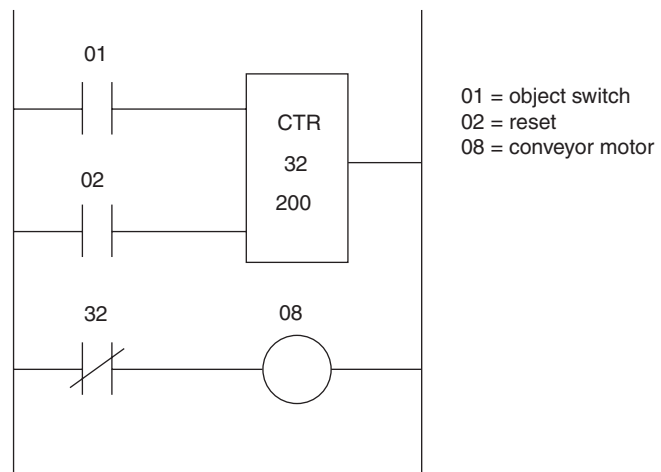 01
CTR
32
200
02
32
08
01 = object switch
02 = reset
08 = conveyor motor